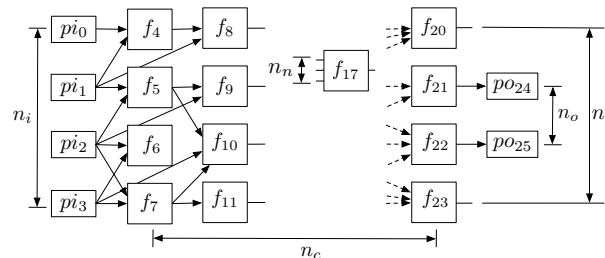 pi₀ f₄ f₈ f₂₀
nₙ f₁₇
pi₁ f₅ f₉ f₂₁ po₂₄
nᵢ nₒ n
pi₂ f₆ f₁₀ f₂₂ po₂₅
pi₃ f₇ f₁₁ f₂₃
n_c